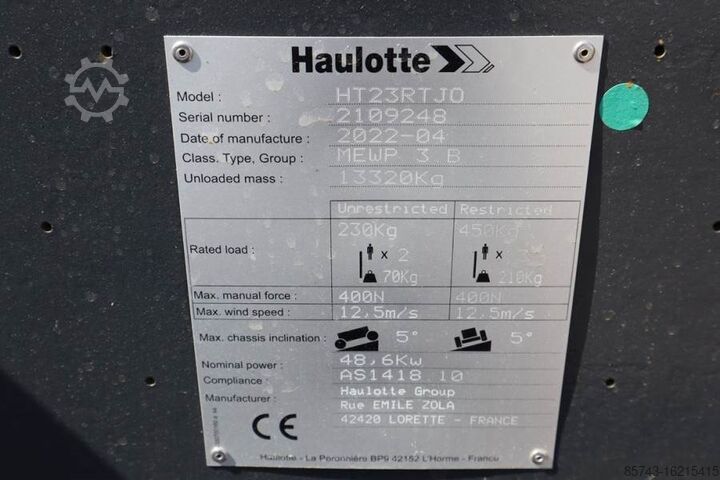 Haulotte
Model : HT23RTJO
Serial number : 2109248
Date of manufacture : 2022-04
Class. Type, Group : MEWP 3.B
Unloaded mass : 13320Kg
Unrestricted Restricted
Rated load : 230Kg 450Kg
x 2 x
70Kg 210Kg
Max. manual force : 400N 400N
Max. wind speed : 12,5m/s 12,5m/s
Max. chassis inclination : 5° 5°
Nominal power : 48,6Kw
Compliance : AS1418.10
Manufacturer : Haulotte Group
Rue EMILE ZOLA
42420 LORETTE - FRANCE
CE
Haulotte - La Peronnière BP9 42152 L'Horme - France
85743-16215415